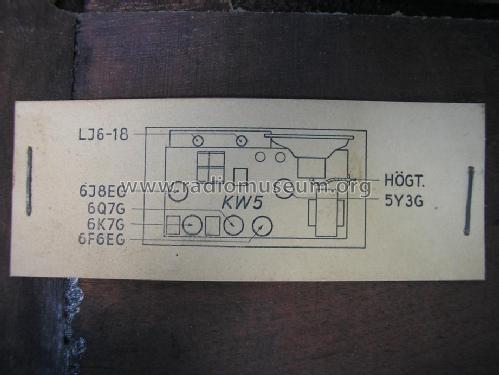 LJ6-18
6J8EG
6Q7G
6K7G
6F6EG
KW5
HÖGT.
5Y3G
www.radiomuseum.org